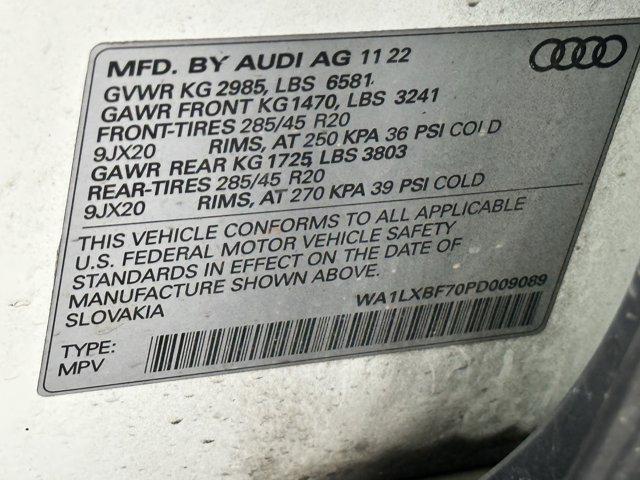 MFD. BY AUDI AG 11 22
GVWR KG 2985, LBS 6581
GAWR FRONT KG1470, LBS 3241
FRONT-TIRES 285/45 R20
9JX20 RIMS, AT 250 KPA 36 PSI COLD
GAWR REAR KG 1725, LBS 3803
REAR-TIRES 285/45 R20
9JX20 RIMS, AT 270 KPA 39 PSI COLD
THIS VEHICLE CONFORMS TO ALL APPLICABLE
U.S. FEDERAL MOTOR VEHICLE SAFETY
STANDARDS IN EFFECT ON THE DATE OF
MANUFACTURE SHOWN ABOVE.
SLOVAKIA
WA1LXBF70PD009089
TYPE:
MPV